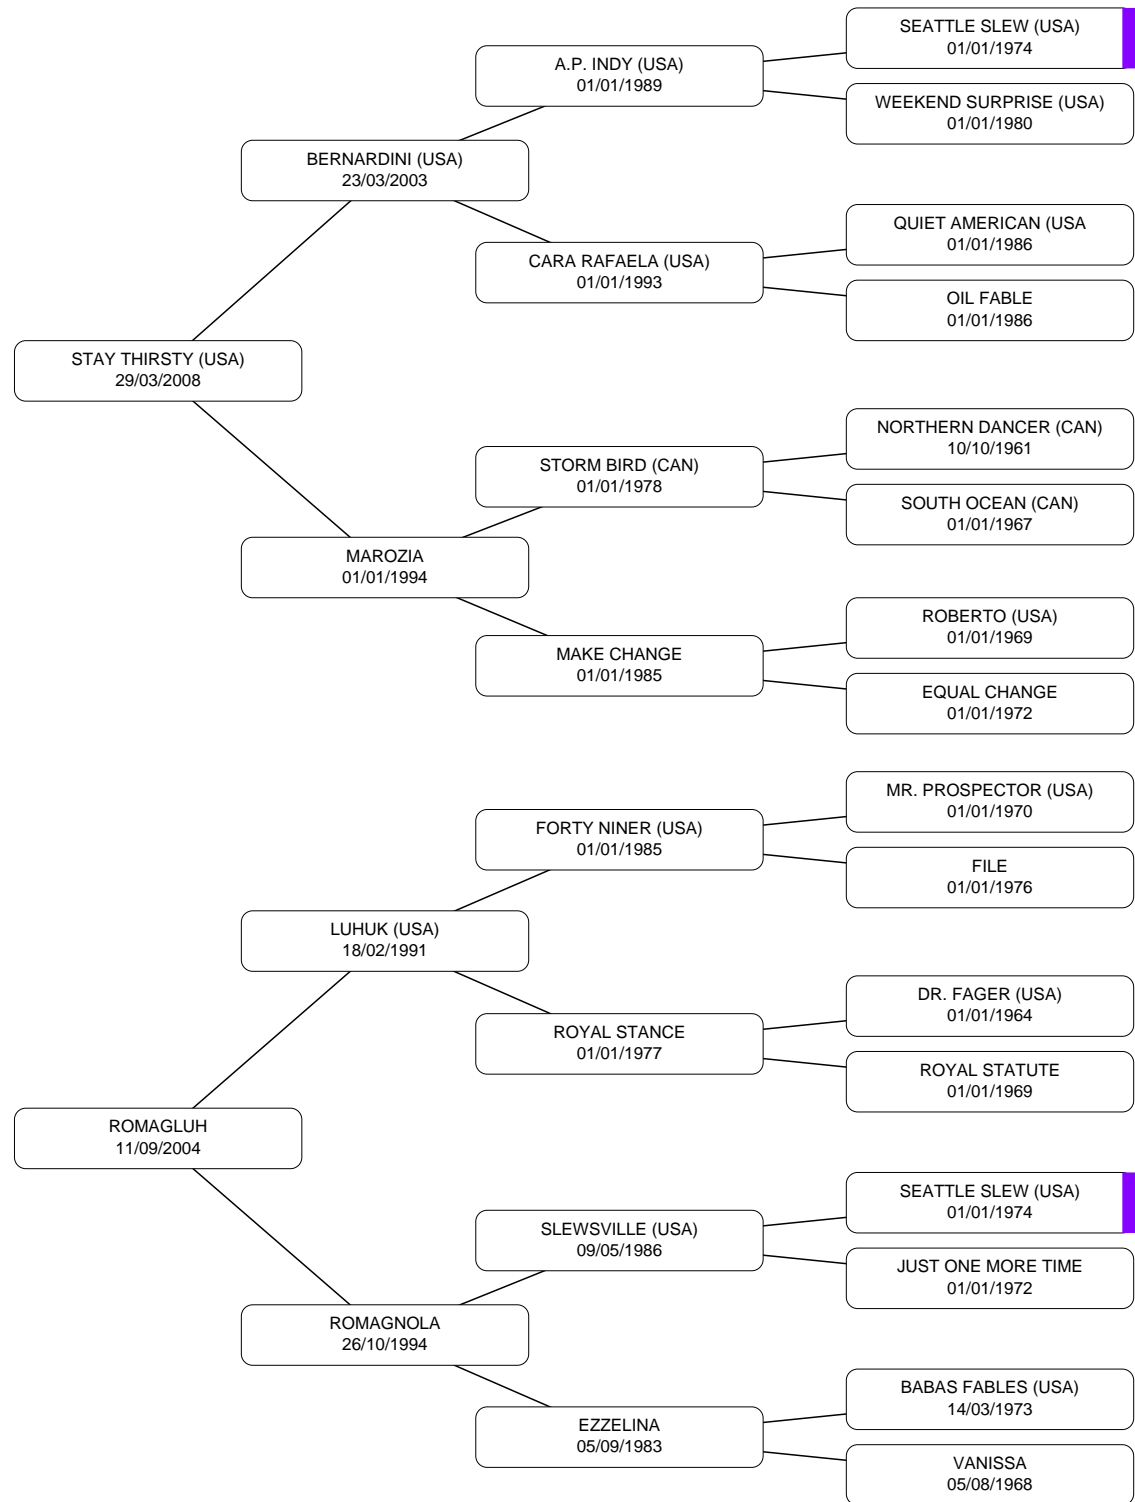 SEATTLE SLEW (USA)
01/01/1974
A.P. INDY (USA)
01/01/1989
WEEKEND SURPRISE (USA)
01/01/1980
BERNARDINI (USA)
23/03/2003
QUIET AMERICAN (USA
01/01/1986
CARA RAFAELA (USA)
01/01/1993
OIL FABLE
01/01/1986
STAY THIRSTY (USA)
29/03/2008
NORTHERN DANCER (CAN)
10/10/1961
STORM BIRD (CAN)
01/01/1978
SOUTH OCEAN (CAN)
01/01/1967
MAROZIA
01/01/1994
ROBERTO (USA)
01/01/1969
MAKE CHANGE
01/01/1985
EQUAL CHANGE
01/01/1972
MR. PROSPECTOR (USA)
01/01/1970
FORTY NINER (USA)
01/01/1985
FILE
01/01/1976
LUHUK (USA)
18/02/1991
DR. FAGER (USA)
01/01/1964
ROYAL STANCE
01/01/1977
ROYAL STATUTE
01/01/1969
ROMAGLUH
11/09/2004
SEATTLE SLEW (USA)
01/01/1974
SLEWSVILLE (USA)
09/05/1986
JUST ONE MORE TIME
01/01/1972
ROMAGNOLA
26/10/1994
BABAS FABLES (USA)
14/03/1973
EZZELINA
05/09/1983
VANISSA
05/08/1968